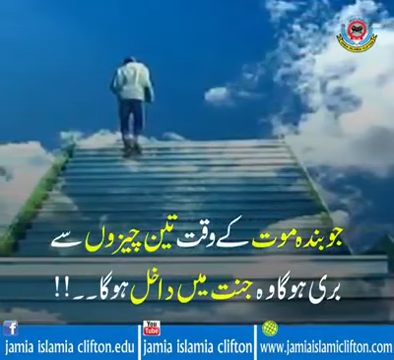 جو بندہ موت کے وقت تین چیزوں سے
بری ہوگا وہ جنت میں داخل ہوگا۔۔!!
jamia islamia clifton.edu
jamia islamia clifton
www.jamiaislamiclifton.com